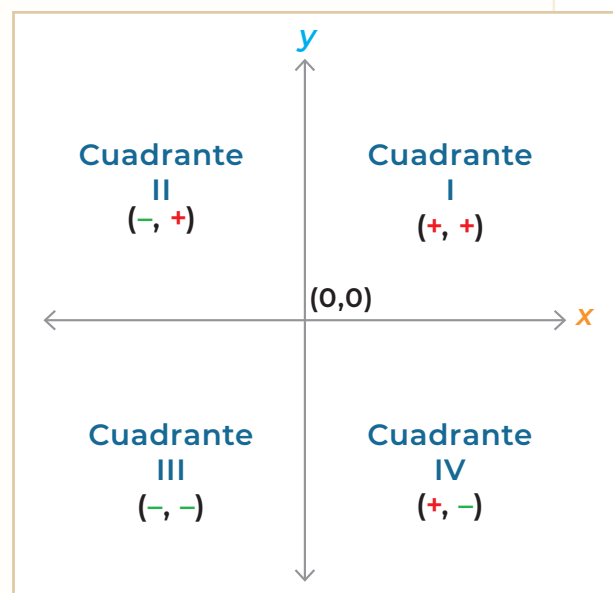 y
Cuadrante
II
(–, +)
Cuadrante
I
(+, +)
(0,0)
x
Cuadrante
III
(–, –)
Cuadrante
IV
(+, –)